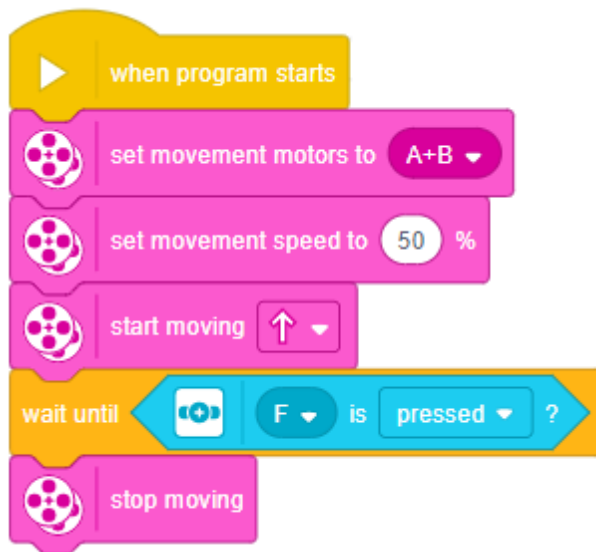 when program starts
set movement motors to A+B
set movement speed to 50 %
start moving
wait until F is pressed ?
stop moving